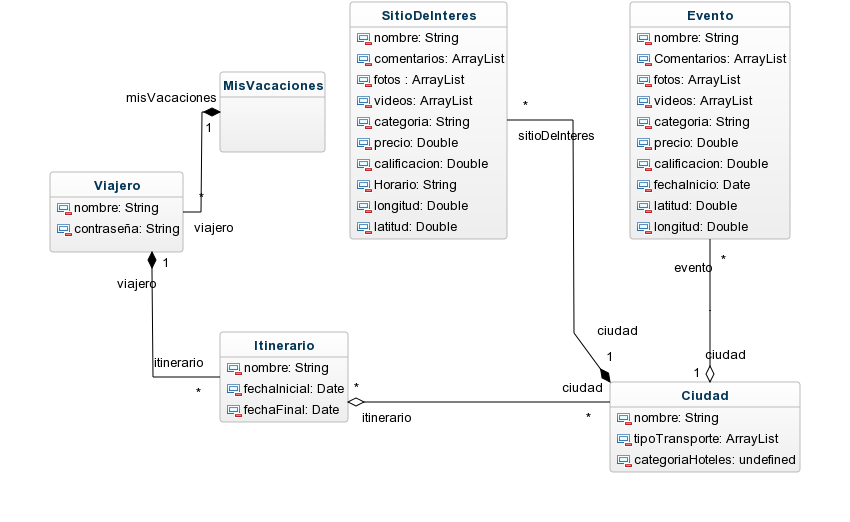 SitioDeInteres
nombre: String
comentarios: ArrayList
fotos : ArrayList
videos: ArrayList
categoria: String
precio: Double
calificacion: Double
Horario: String
longitud: Double
latitud: Double
Evento
nombre: String
Comentarios: ArrayList
fotos: ArrayList
videos: ArrayList
categoria: String
precio: Double
calificacion: Double
fechaInicio: Date
latitud: Double
longitud: Double
MisVacaciones
misVacaciones
1
*
viajero
Viajero
nombre: String
contraseña: String
1
viajero
itinerario
*
*
sitioDeInteres
ciudad
1
evento
*
ciudad
1
Itinerario
nombre: String
fechaInicial: Date
fechaFinal: Date
*
itinerario
ciudad
*
Ciudad
nombre: String
tipoTransporte: ArrayList
categoriaHoteles: undefined